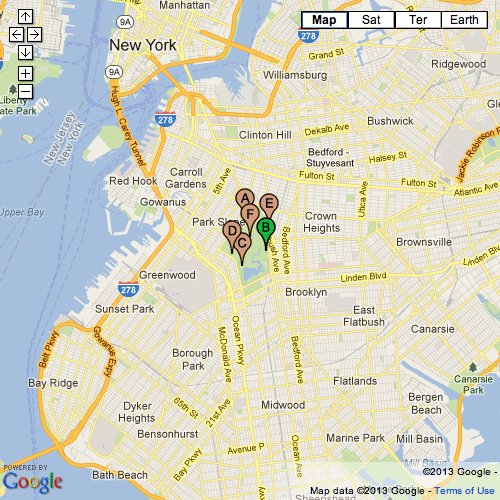 Manhattan
Map
Sat
Ter
Earth
New York
278
Grand St
9A
Ridgewood
Williamsburg
9A
Liberty
State Park
Hugh L. Carey Tunnel
Bushwick
278
Dekalb Ave
Clinton Hill
New Jersey
New York
Jackie Robinson
Bedford -
Stuyvesant
Halsey St
Carroll
Gardens
5th Ave
Fulton St
Fulton St
Red Hook
Atlantic Ave
Utica Ave
Gowanus
A
E
Upper Bay
Park Slope
F
Crown
Heights
B
D
C
Bedford Ave
Brownsville
Greenwood
Linden Blvd
Linden Blvd
278
Brooklyn
Sunset Park
East
Flatbush
Ocean Pkwy
McDonald Ave
Canarsie
Belt Pkwy
Gowanus Expy
Borough
Park
Bedford Ave
Bay Ridge
Flatlands
Canarsie
Park
65th St
21st Ave
Bergen
Beach
Dyker
Heights
Midwood
Bensonhurst
Marine Park
Mill Basin
Avenue P
Ocean Ave
Bay Pkwy
POWERED BY
Google
Bath Beach
©2013 Google -
Map data ©2013 Google - Terms of Use